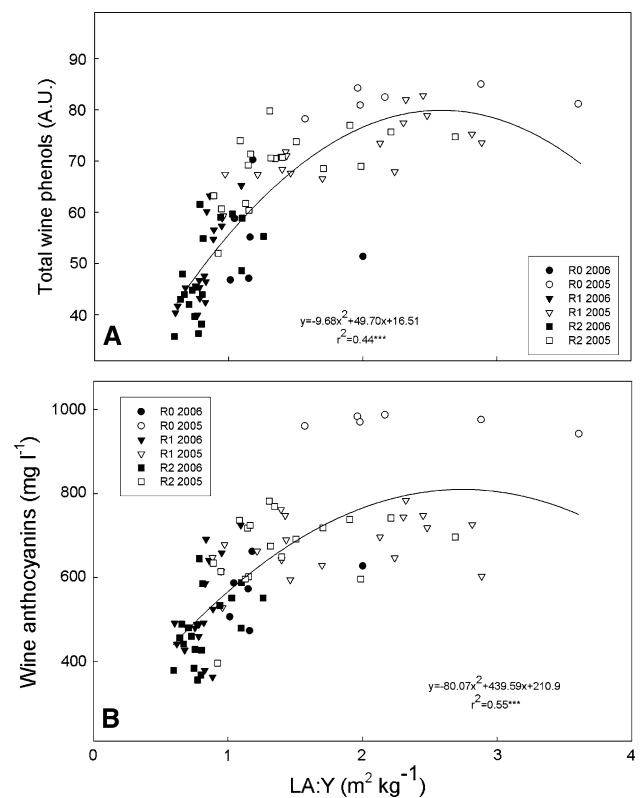 90
80
70
60
50
40
Total wine phenols (A.U.)
R0 2006
R0 2005
R1 2006
R1 2005
R2 2006
R2 2005
y=-9.68x²+49.70x+16.51
r²=0.44***
A
1000
800
600
400
Wine anthocyanins (mg l⁻¹)
R0 2006
R0 2005
R1 2006
R1 2005
R2 2006
R2 2005
y=-80.07x²+439.59x+210.9
r²=0.55***
B
0 1 2 3 4
LA:Y (m² kg⁻¹)